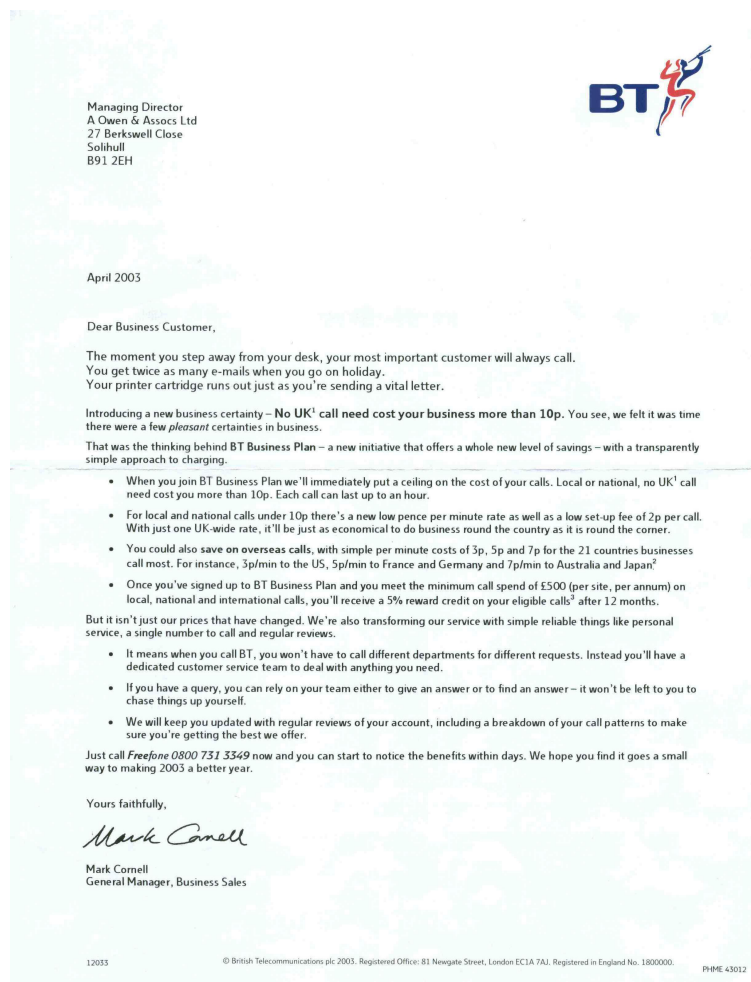 BT
Managing Director
A Owen & Assocs Ltd
27 Berkswell Close
Solihull
B91 2EH
April 2003
Dear Business Customer,
The moment you step away from your desk, your most important customer will always call.
You get twice as many e-mails when you go on holiday.
Your printer cartridge runs out just as you're sending a vital letter.
Introducing a new business certainty – No UK¹ call need cost your business more than 10p. You see, we felt it was time
there were a few pleasant certainties in business.
That was the thinking behind BT Business Plan – a new initiative that offers a whole new level of savings – with a transparently
simple approach to charging.
• When you join BT Business Plan we'll immediately put a ceiling on the cost of your calls. Local or national, no UK¹ call
need cost you more than 10p. Each call can last up to an hour.
• For local and national calls under 10p there's a new low pence per minute rate as well as a low set-up fee of 2p per call.
With just one UK-wide rate, it'll be just as economical to do business round the country as it is round the corner.
• You could also save on overseas calls, with simple per minute costs of 3p, 5p and 7p for the 21 countries businesses
call most. For instance, 3p/min to the US, 5p/min to France and Germany and 7p/min to Australia and Japan²
• Once you've signed up to BT Business Plan and you meet the minimum call spend of £500 (per site, per annum) on
local, national and international calls, you'll receive a 5% reward credit on your eligible calls³ after 12 months.
But it isn't just our prices that have changed. We're also transforming our service with simple reliable things like personal
service, a single number to call and regular reviews.
• It means when you call BT, you won't have to call different departments for different requests. Instead you'll have a
dedicated customer service team to deal with anything you need.
• If you have a query, you can rely on your team either to give an answer or to find an answer – it won't be left to you to
chase things up yourself.
• We will keep you updated with regular reviews of your account, including a breakdown of your call patterns to make
sure you're getting the best we offer.
Just call Freefone 0800 731 3349 now and you can start to notice the benefits within days. We hope you find it goes a small
way to making 2003 a better year.
Yours faithfully,
Mark Cornell
Mark Cornell
General Manager, Business Sales
12033
© British Telecommunications plc 2003. Registered Office: 81 Newgate Street, London EC1A 7AJ. Registered in England No. 1800000.
PHME 43012